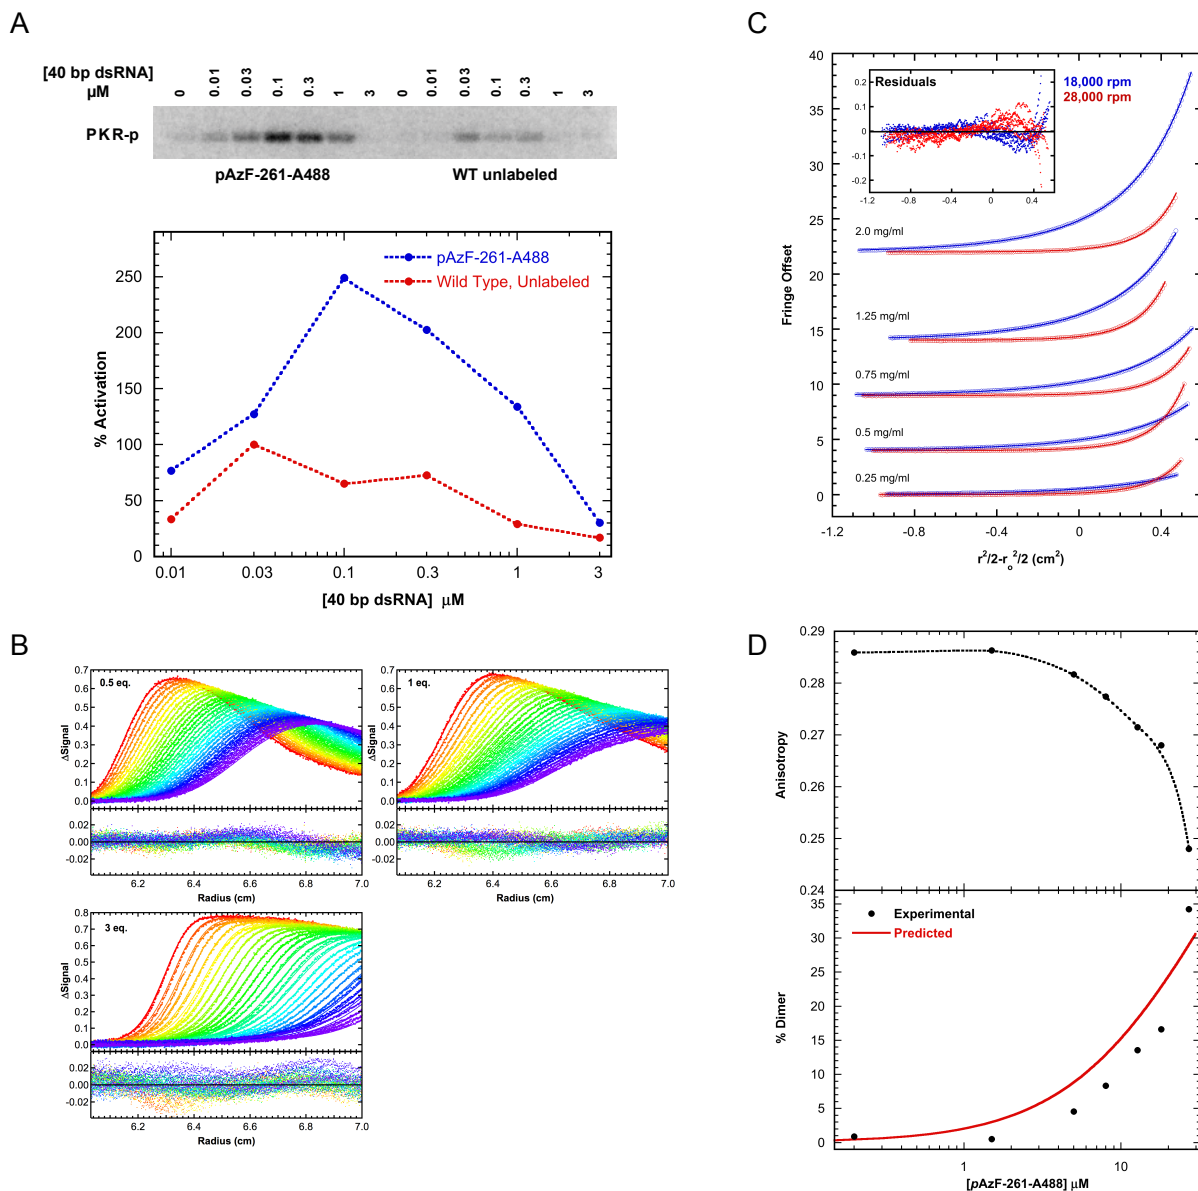 A
[40 bp dsRNA]
µM
0 0.01 0.03 0.1 0.3 1 3 0 0.01 0.03 0.1 0.3 1 3
PKR-p
pAzF-261-A488 WT unlabeled
pAzF-261-A488
Wild Type, Unlabeled
% Activation
250
200
150
100
50
0
0.01 0.03 0.1 0.3 1 3
[40 bp dsRNA] µM
B
0.5 eq.
ΔSignal
0.7
0.6
0.5
0.4
0.3
0.2
0.1
0.0
0.02
0.00
-0.02
6.2 6.4 6.6 6.8 7.0
Radius (cm)
1 eq.
ΔSignal
0.7
0.6
0.5
0.4
0.3
0.2
0.1
0.0
0.02
0.00
-0.02
6.2 6.4 6.6 6.8 7.0
Radius (cm)
3 eq.
ΔSignal
0.8
0.7
0.6
0.5
0.4
0.3
0.2
0.1
0.0
0.02
0.00
-0.02
6.2 6.4 6.6 6.8 7.0
Radius (cm)
C
Residuals
18,000 rpm
28,000 rpm
0.2
0.1
0
-0.1
-0.2
-1.2 -0.8 -0.4 0 0.4
Fringe Offset
40
35
30
25
20
15
10
5
0
2.0 mg/ml
1.25 mg/ml
0.75 mg/ml
0.5 mg/ml
0.25 mg/ml
-1.2 -0.8 -0.4 0 0.4
r²/2-rₒ²/2 (cm²)
D
Anisotropy
0.29
0.28
0.27
0.26
0.25
0.24
Experimental
Predicted
% Dimer
35
30
25
20
15
10
5
0
1 10
[pAzF-261-A488] µM